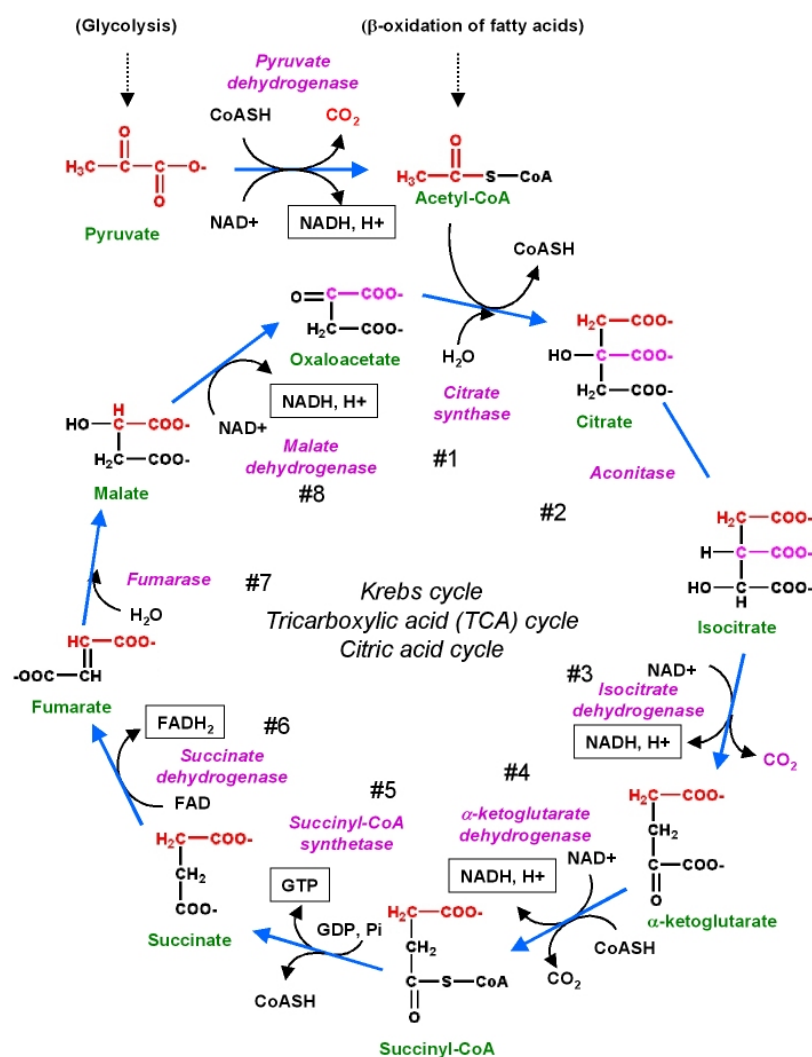 (Glycolysis)
(β-oxidation of fatty acids)
Pyruvate
dehydrogenase
CoASH
CO2
O
H3C—C—C—O-
O
Pyruvate
NAD+
NADH, H+
O
H3C—C—S—CoA
Acetyl-CoA
CoASH
O=C—COO-
H2C—COO-
Oxaloacetate
H2O
Citrate
synthase
#1
H2C—COO-
HO—C—COO-
H2C—COO-
Citrate
Aconitase
#2
H2C—COO-
H—C—COO-
HO—C—COO-
H
Isocitrate
#3
NAD+
Isocitrate
dehydrogenase
NADH, H+
CO2
H2C—COO-
CH2
C—COO-
O
α-ketoglutarate
#4
α-ketoglutarate
dehydrogenase
NAD+
NADH, H+
CoASH
CO2
H2C—COO-
CH2
C—S—CoA
O
Succinyl-CoA
#5
Succinyl-CoA
synthetase
GTP
GDP, Pi
CoASH
H2C—COO-
CH2
COO-
Succinate
#6
FADH2
Succinate
dehydrogenase
FAD
HC—COO-
-OOC—CH
Fumarate
#7
Fumarase
H2O
H
HO—C—COO-
H2C—COO-
Malate
NAD+
NADH, H+
Malate
dehydrogenase
#8
Krebs cycle
Tricarboxylic acid (TCA) cycle
Citric acid cycle